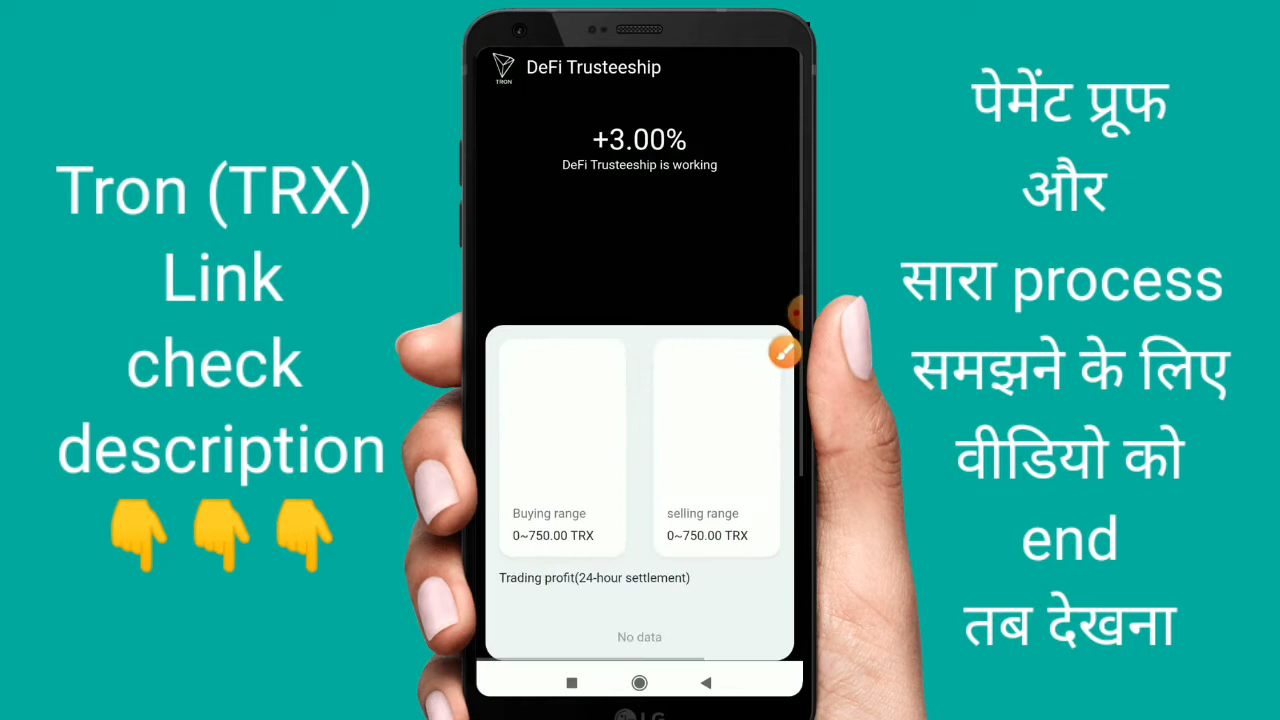 Tron (TRX)
Link
check
description
👇👇👇
TRON
DeFi Trusteeship
+3.00%
DeFi Trusteeship is working
Buying range
0~750.00 TRX
selling range
0~750.00 TRX
Trading profit(24-hour settlement)
No data
LG
पेमेंट प्रूफ
और
सारा process
समझने के लिए
वीडियो को
end
तब देखना